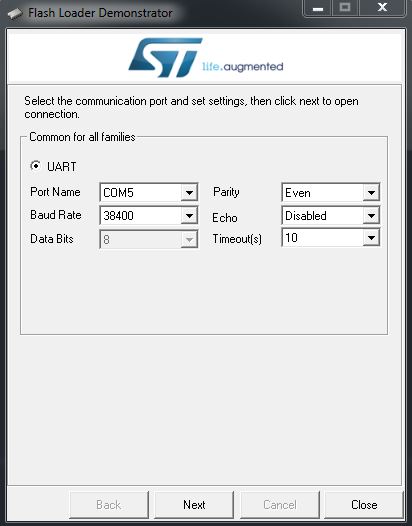 Flash Loader Demonstrator
ST
life.augmented
Select the communication port and set settings, then click next to open
connection.
Common for all families
UART
Port Name COM5 Parity Even
Baud Rate 38400 Echo Disabled
Data Bits 8 Timeout(s) 10
Back Next Cancel Close